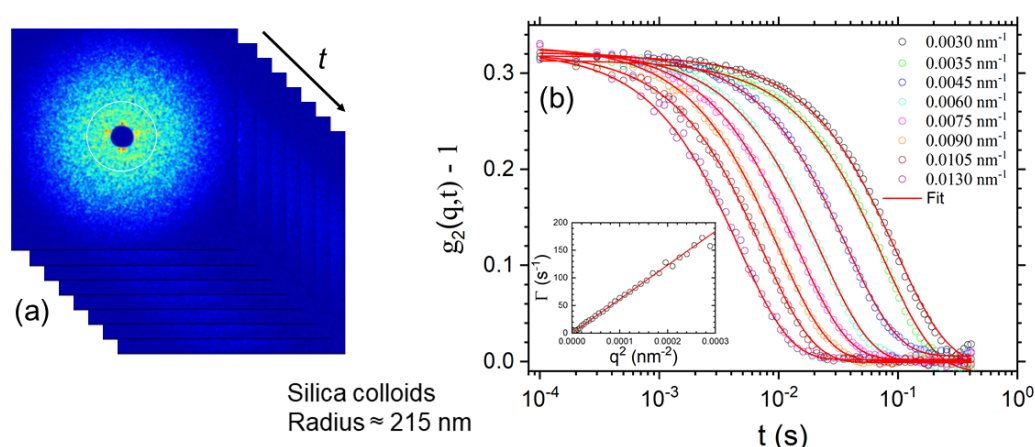 t
(a)
Silica colloids
Radius ≈ 215 nm
g₂(q,t) - 1
0.3
0.2
0.1
0.0
(b)
0.0030 nm⁻¹
0.0035 nm⁻¹
0.0045 nm⁻¹
0.0060 nm⁻¹
0.0075 nm⁻¹
0.0090 nm⁻¹
0.0105 nm⁻¹
0.0130 nm⁻¹
Fit
Γ (s⁻¹)
200
150
100
50
0
0.0000 0.0001 0.0002 0.0003
q² (nm⁻²)
10⁻⁴ 10⁻³ 10⁻² 10⁻¹ 10⁰
t (s)